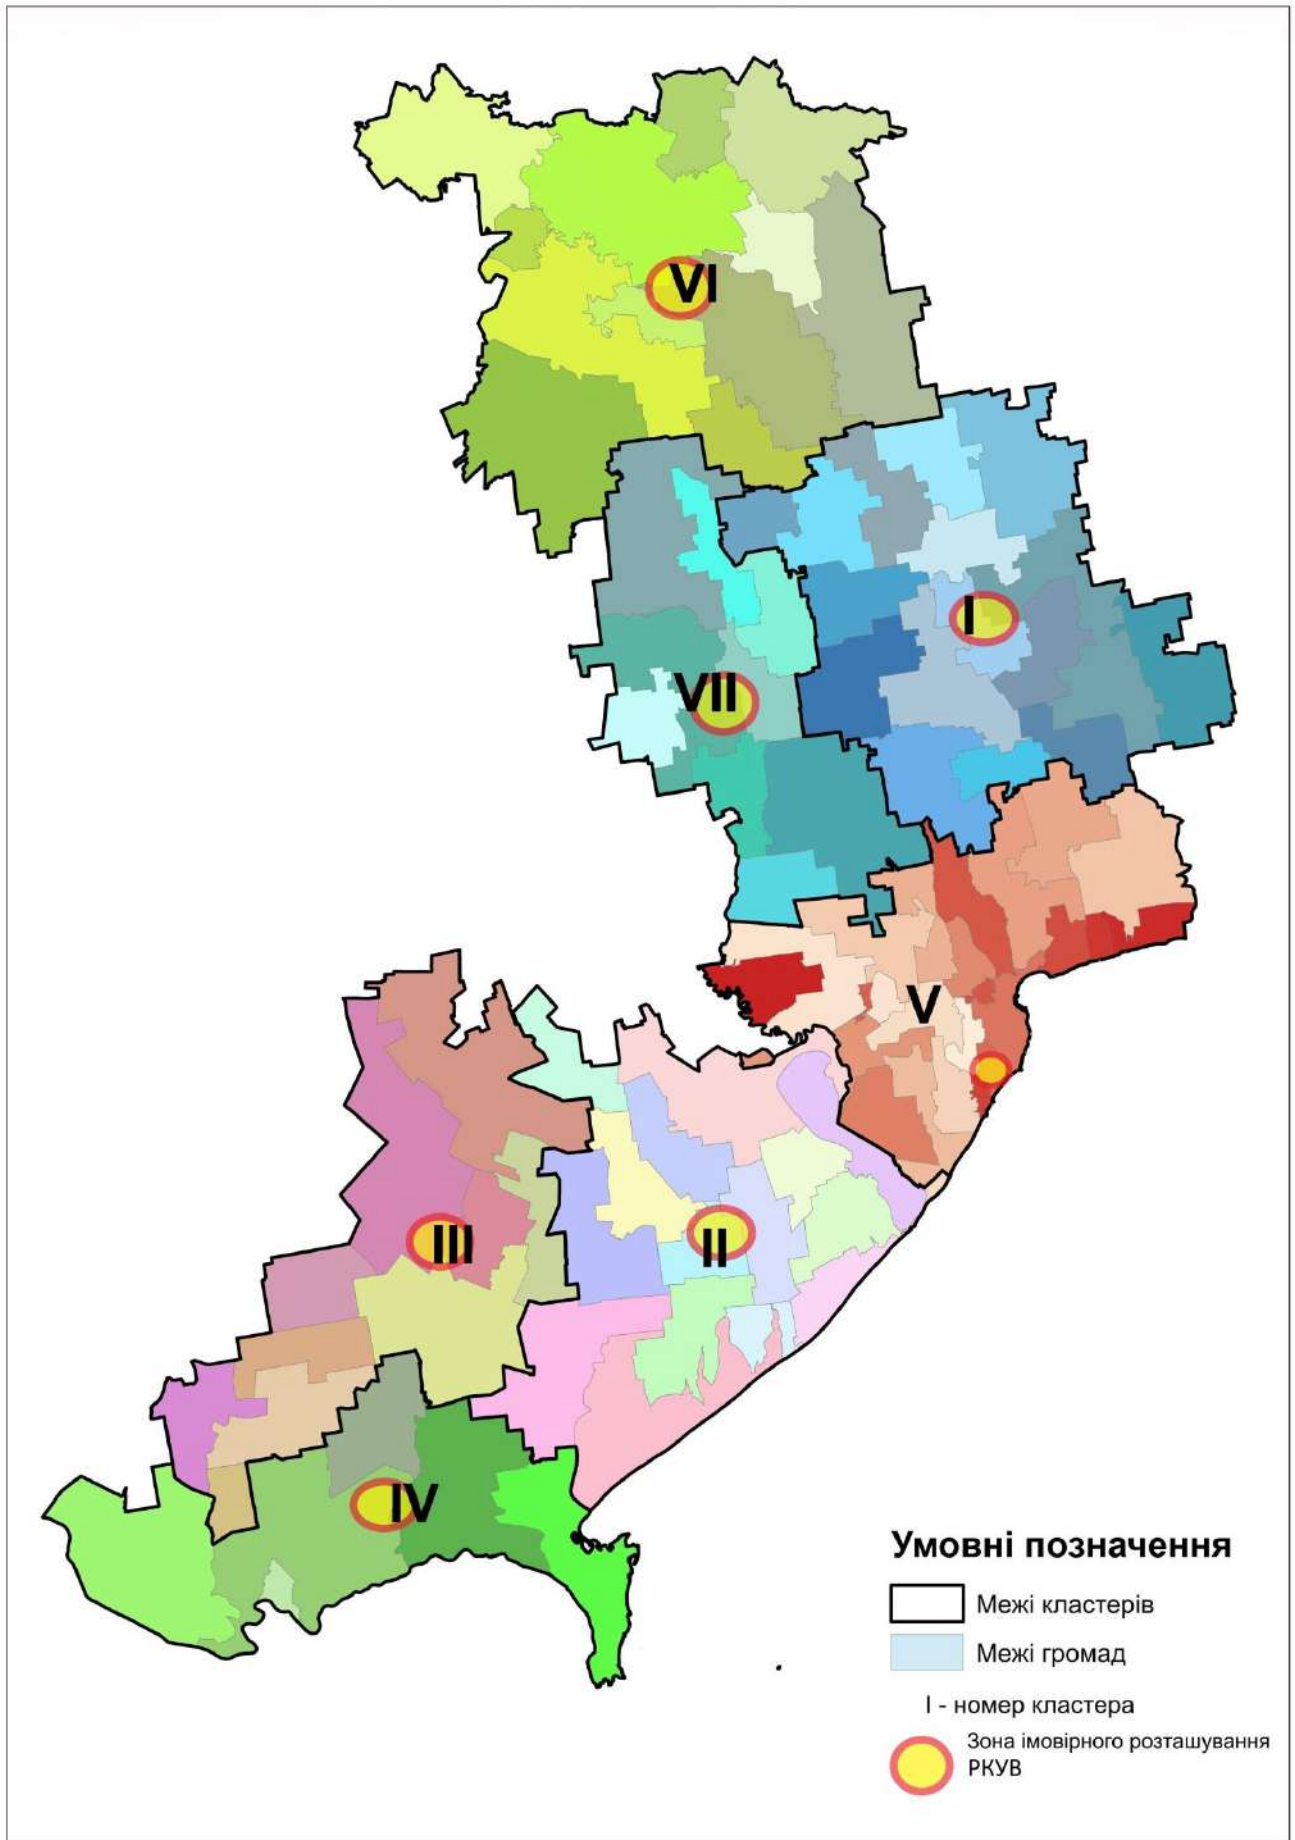 VI
I
VII
V
III
II
IV
Умовні позначення
Межі кластерів
Межі громад
I - номер кластера
Зона імовірного розташування
РКУВ